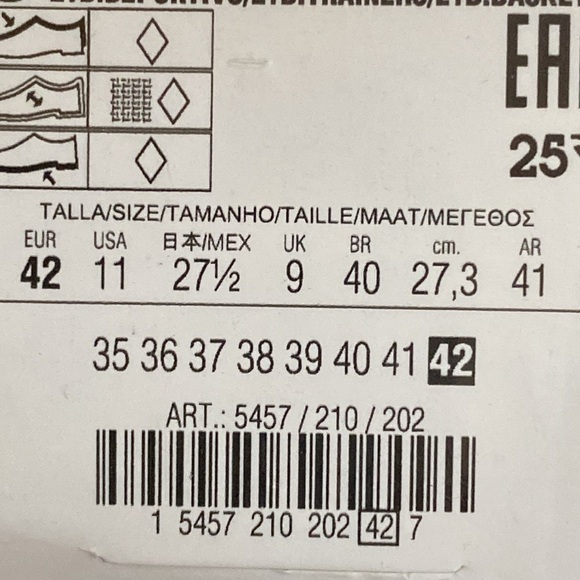 EAC
25
TALLA/SIZE/TAMANHO/TAILLE/MAAT/ΜΕΓΕΘΟΣ
EUR USA 日本/MEX UK BR cm. AR
42 11 27½ 9 40 27,3 41
35 36 37 38 39 40 41 42
ART.: 5457 / 210 / 202
1 5457 210 202 42 7